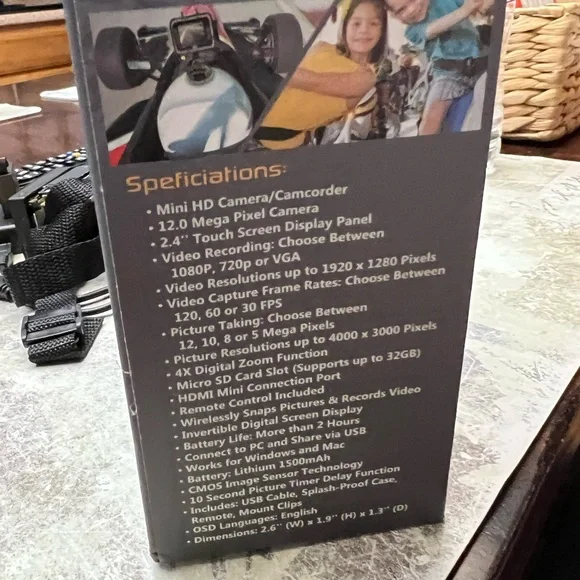 Speficiations:
• Mini HD Camera/Camcorder
• 12.0 Mega Pixel Camera
• 2.4'' Touch Screen Display Panel
• Video Recording: Choose Between
1080P, 720p or VGA
• Video Resolutions up to 1920 x 1280 Pixels
• Video Capture Frame Rates: Choose Between
120, 60 or 30 FPS
• Picture Taking: Choose Between
12, 10, 8 or 5 Mega Pixels
• Picture Resolutions up to 4000 x 3000 Pixels
• 4X Digital Zoom Function
• Micro SD Card Slot (Supports up to 32GB)
• HDMI Mini Connection Port
• Remote Control Included
• Wirelessly Snaps Pictures & Records Video
• Invertible Digital Screen Display
• Battery Life: More than 2 Hours
• Connect to PC and Share via USB
• Works for Windows and Mac
• Battery: Lithium 1500mAh
• CMOS Image Sensor Technology
• 10 Second Picture Timer Delay Function
• Includes: USB Cable, Splash-Proof Case,
Remote, Mount Clips
• OSD Languages: English
• Dimensions: 2.6'' (W) x 1.9'' (H) x 1.3'' (D)